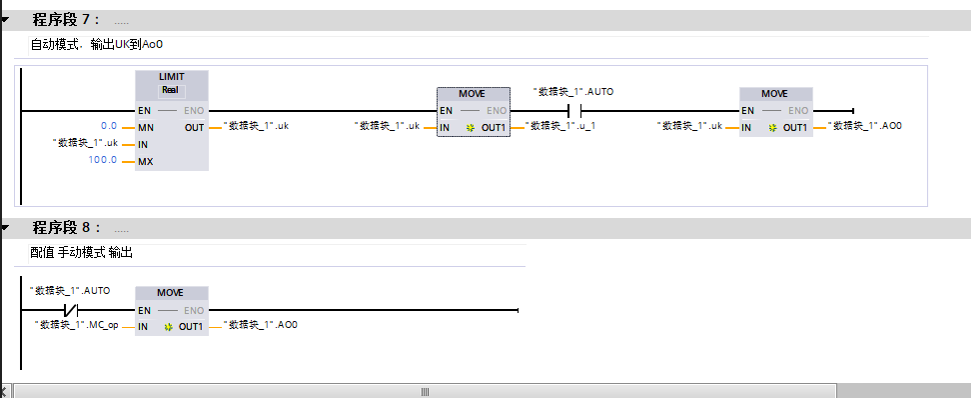 程序段 7： .....
自动模式，输出UK到Ao0
LIMIT
Real
EN ENO
0.0 MN OUT "数据块_1".uk
"数据块_1".uk IN
100.0 MX
MOVE
EN ENO
"数据块_1".uk IN OUT1 "数据块_1".u_1
"数据块_1".AUTO
MOVE
EN ENO
"数据块_1".uk IN OUT1 "数据块_1".AO0
程序段 8： .....
配值 手动模式 输出
"数据块_1".AUTO
MOVE
EN ENO
"数据块_1".MC_op IN OUT1 "数据块_1".AO0